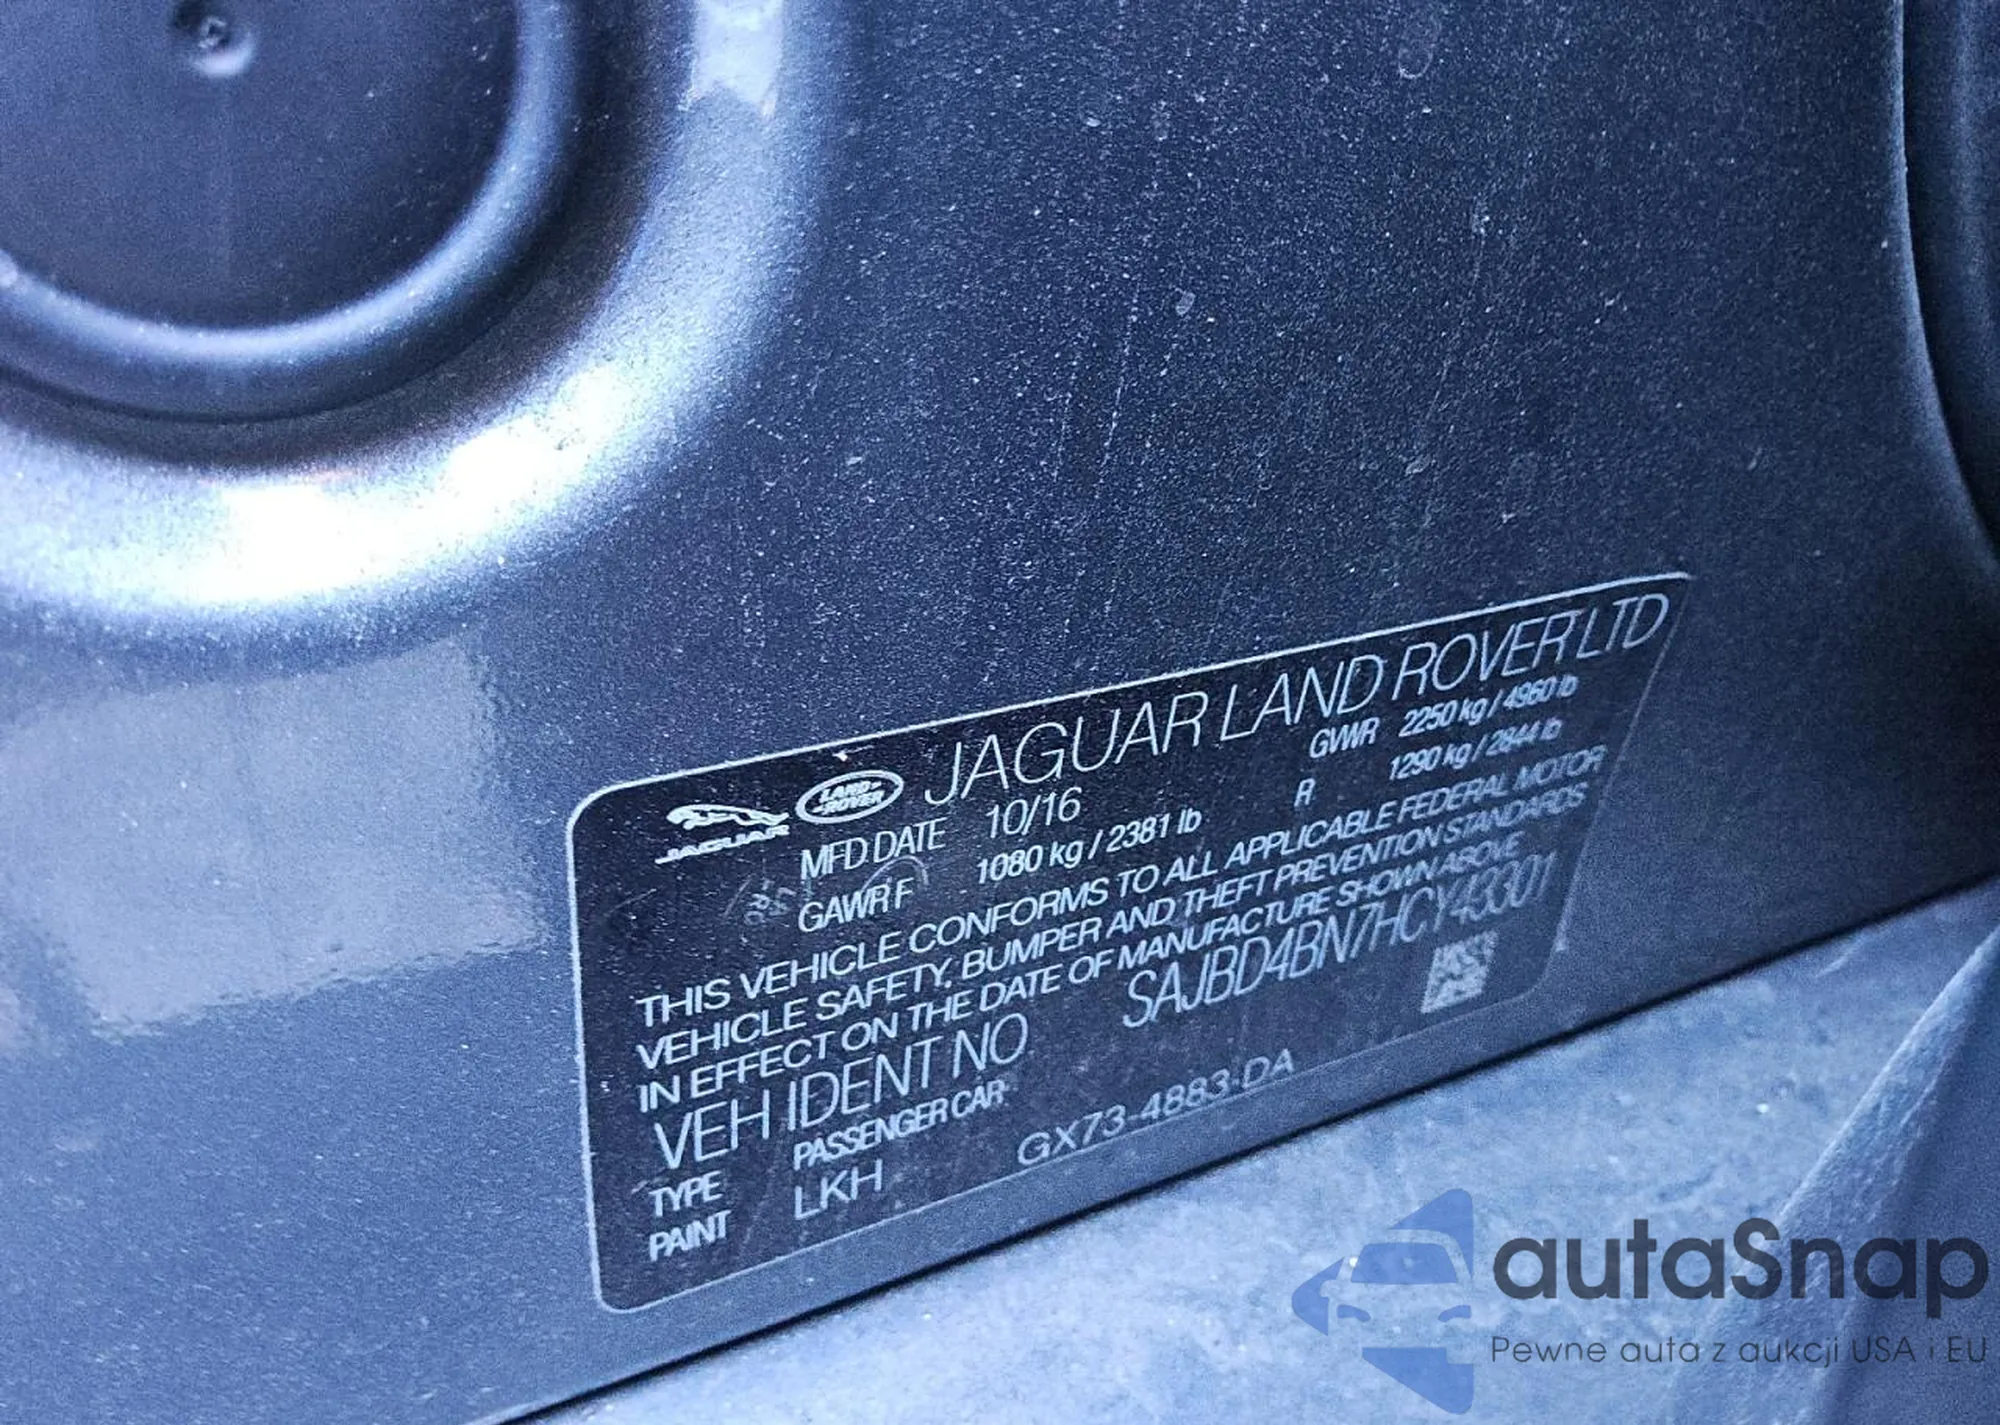 JAGUAR LAND-ROVER JAGUAR LAND ROVER LTD
MFD.DATE 10/16 GVWR 2250 kg / 4960 lb
GAWR F 1080 kg / 2381 lb R 1290 kg / 2844 lb
THIS VEHICLE CONFORMS TO ALL APPLICABLE FEDERAL MOTOR
VEHICLE SAFETY, BUMPER AND THEFT PREVENTION STANDARDS
IN EFFECT ON THE DATE OF MANUFACTURE SHOWN ABOVE
VEH IDENT NO SAJBD4BN7HCY43301
TYPE PASSENGER CAR
PAINT LKH GX73-4883-DA
autaSnap
Pewne auta z aukcji USA i EU